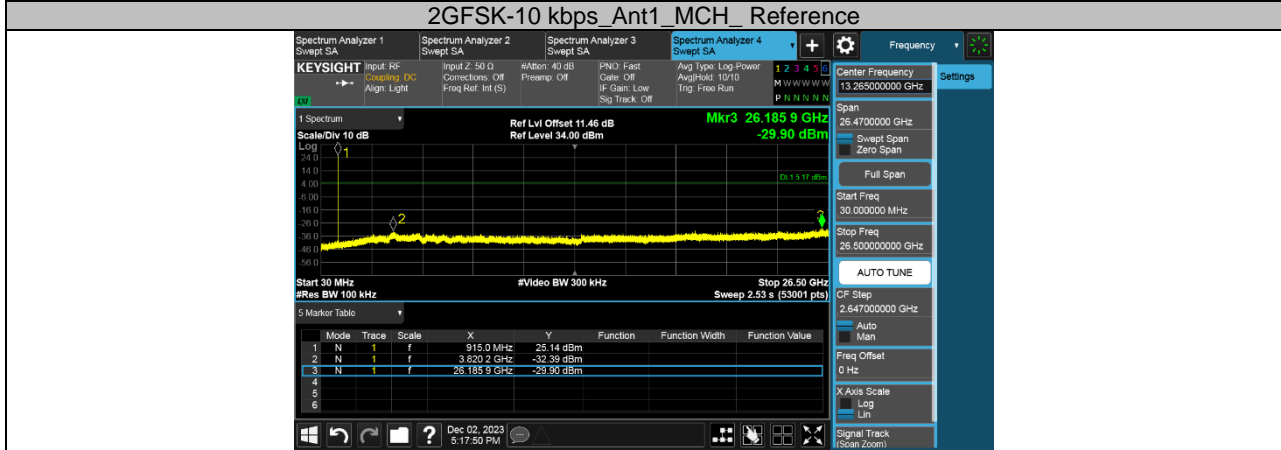 2GFSK-10 kbps_Ant1_MCH_ Reference
Spectrum Analyzer 1
Swept SA
Spectrum Analyzer 2
Swept SA
Spectrum Analyzer 3
Swept SA
Spectrum Analyzer 4
Swept SA
+
Frequency
KEYSIGHT
LXI
Input: RF
Coupling: DC
Align: Light
Input Z: 50 Ω
Corrections: Off
Freq Ref: Int (S)
#Atten: 40 dB
Preamp: Off
PNO: Fast
Gate: Off
IF Gain: Low
Sig Track: Off
Avg Type: Log-Power
Avg|Hold: 10/10
Trig: Free Run
1 2 3 4 5 6
M W W W W W
P N N N N N
1 Spectrum
Scale/Div 10 dB
Ref Lvl Offset 11.46 dB
Ref Level 34.00 dBm
Mkr3 26.185 9 GHz
-29.90 dBm
Log
24.0
14.0
4.00
-6.00
-16.0
-26.0
-36.0
-46.0
-56.0
1
2
3
DL1 5.17 dBm
Start 30 MHz
#Res BW 100 kHz
#Video BW 300 kHz
Stop 26.50 GHz
Sweep 2.53 s (53001 pts)
5 Marker Table
Mode Trace Scale X Y Function Function Width Function Value
1 N 1 f 915.0 MHz 25.14 dBm
2 N 1 f 3.820 2 GHz -32.39 dBm
3 N 1 f 26.185 9 GHz -29.90 dBm
4
5
6
?
Dec 02, 2023
5:17:50 PM
Center Frequency
13.265000000 GHz
Settings
Span
26.4700000 GHz
Swept Span
Zero Span
Full Span
Start Freq
30.000000 MHz
Stop Freq
26.500000000 GHz
AUTO TUNE
CF Step
2.647000000 GHz
Auto
Man
Freq Offset
0 Hz
X Axis Scale
Log
Lin
Signal Track
(Span Zoom)